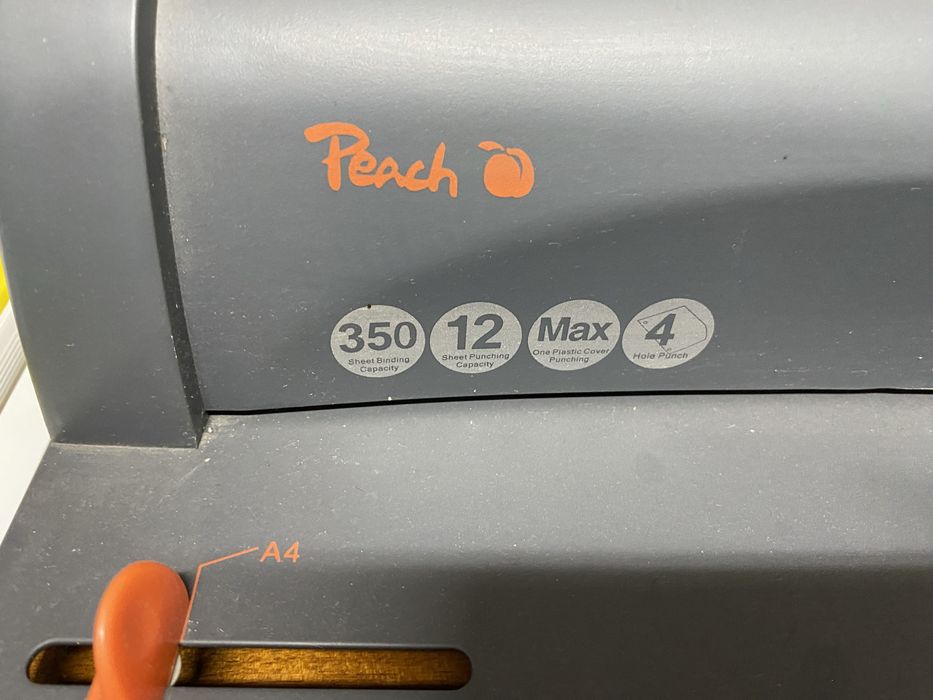 Peach
350
Sheet Binding
Capacity
12
Sheet Punching
Capacity
Max
One Plastic Cover
Punching
4
Hole Punch
A4